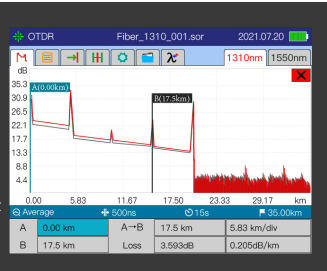 OTDR Fiber_1310_001.sor 2021.07.20
1310nm 1550nm
dB
35.3
30.9
26.5
22.1
17.7
13.3
8.8
4.4
A(0.00km)
B(17.5km)
0.00 5.83 11.67 17.50 23.33 29.17 km
Average 500ns 15s 35.00km
A 0.00 km A→B 17.5 km 5.83 km/div
B 17.5 km Loss 3.593dB 0.205dB/km